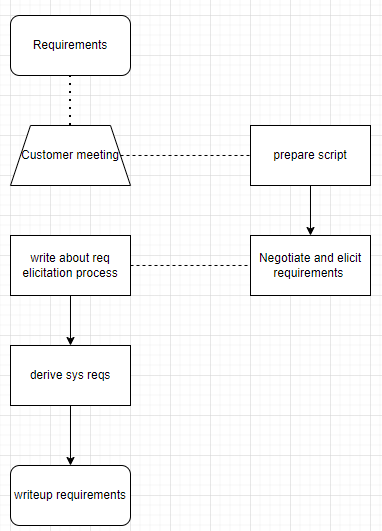 Requirements
Customer meeting
prepare script
write about req
elicitation process
Negotiate and elicit
requirements
derive sys reqs
writeup requirements